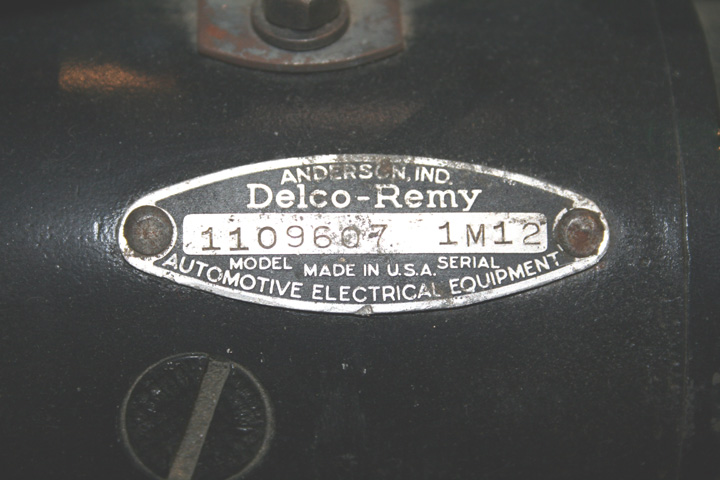 ANDERSON, IND.
Delco-Remy
1109607 1M12
MODEL MADE IN U.S.A. SERIAL
AUTOMOTIVE ELECTRICAL EQUIPMENT